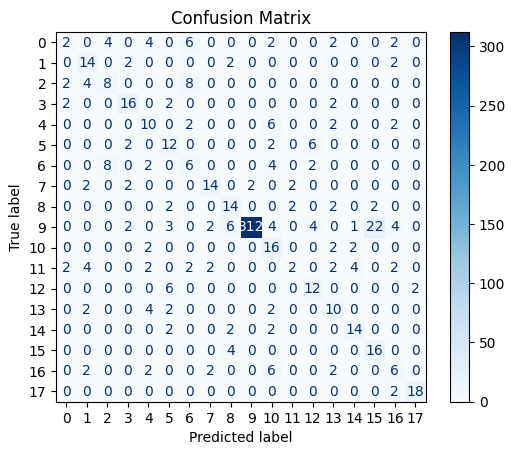 Confusion Matrix
0 2 0 4 0 4 0 6 0 0 0 2 0 0 2 0 0 2 0
1 0 14 0 2 0 0 0 0 2 0 0 0 0 0 0 0 2 0
2 2 4 8 0 0 0 8 0 0 0 0 0 0 0 0 0 0 0
3 2 0 0 16 0 2 0 0 0 0 0 0 0 2 0 0 0 0
4 0 0 0 0 10 0 2 0 0 0 6 0 0 2 0 0 2 0
5 0 0 0 2 0 12 0 0 0 0 2 0 6 0 0 0 0 0
6 0 0 8 0 2 0 6 0 0 0 4 0 2 0 0 0 0 0
7 0 2 0 2 0 0 0 14 0 2 0 2 0 0 0 0 0 0
8 0 0 0 0 0 2 0 0 14 0 0 2 0 2 0 2 0 0
9 0 0 0 2 0 3 0 2 6 312 4 0 4 0 1 22 4 0
10 0 0 0 0 2 0 0 0 0 0 16 0 0 2 2 0 0 0
11 2 4 0 0 2 0 2 2 0 0 0 2 0 2 4 0 2 0
12 0 0 0 0 0 6 0 0 0 0 0 0 12 0 0 0 0 2
13 0 2 0 0 4 2 0 0 0 0 2 0 0 10 0 0 0 0
14 0 0 0 0 0 2 0 0 2 0 2 0 0 0 14 0 0 0
15 0 0 0 0 0 0 0 0 4 0 0 0 0 0 0 16 0 0
16 0 2 0 0 2 0 0 2 0 0 6 0 0 2 0 0 6 0
17 0 0 0 0 0 0 0 0 0 0 0 0 0 0 0 0 2 18
0 1 2 3 4 5 6 7 8 9 10 11 12 13 14 15 16 17
Predicted label
True label
300
250
200
150
100
50
0